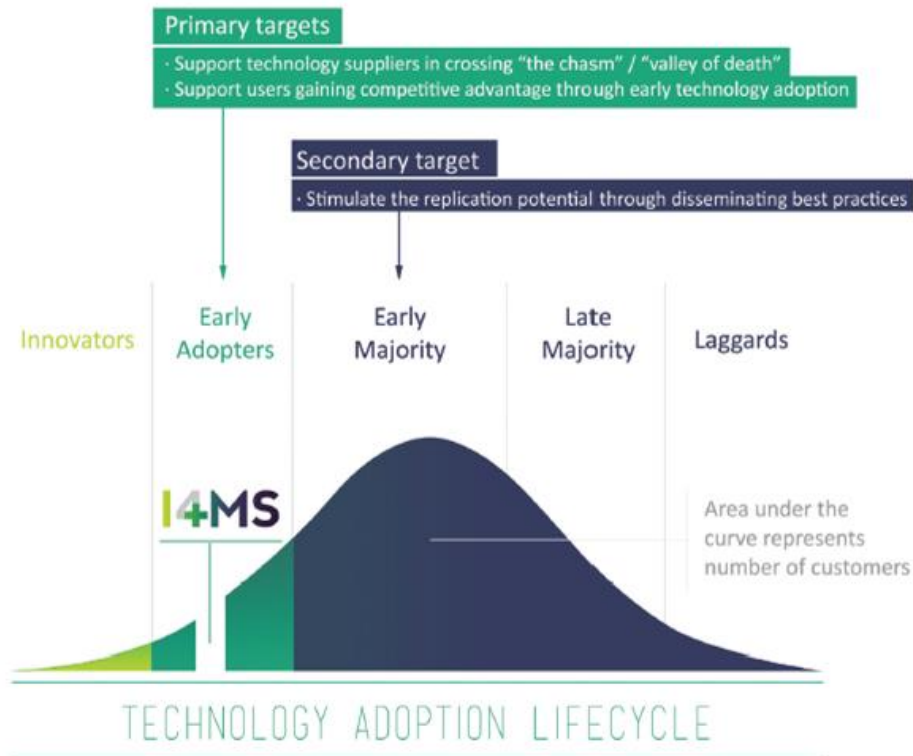 Primary targets
· Support technology suppliers in crossing “the chasm” / “valley of death”
· Support users gaining competitive advantage through early technology adoption
Secondary target
· Stimulate the replication potential through disseminating best practices
Innovators
Early
Adopters
Early
Majority
Late
Majority
Laggards
I4MS
Area under the
curve represents
number of customers
TECHNOLOGY ADOPTION LIFECYCLE